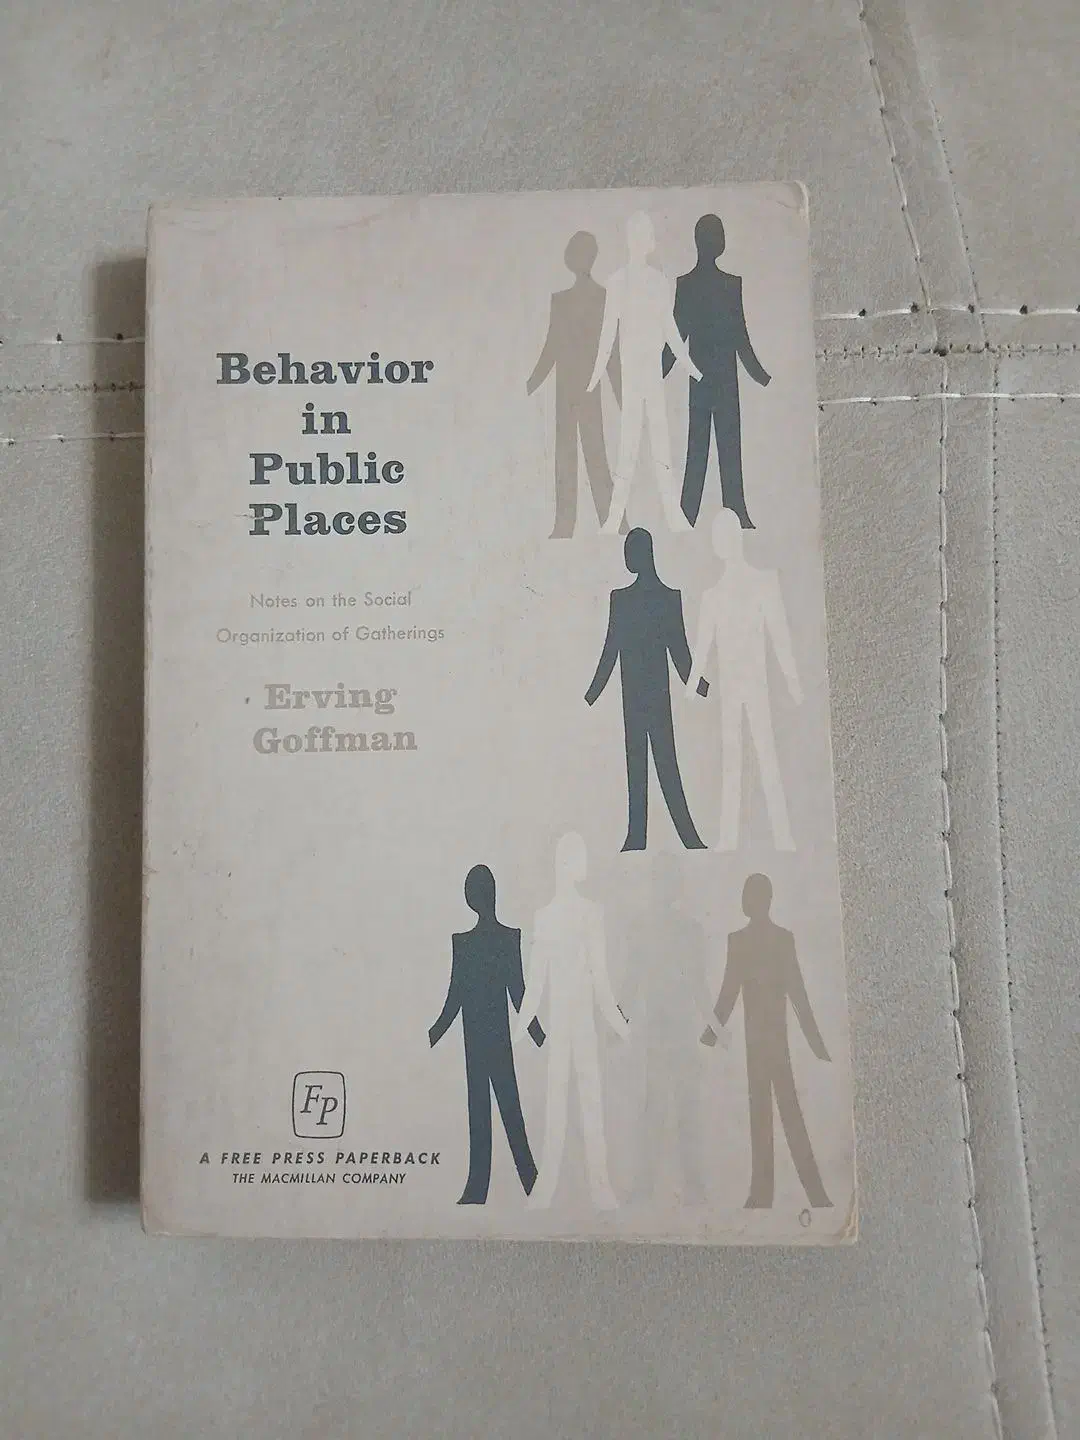 Behavior
in
Public
Places
Notes on the Social
Organization of Gatherings
Erving
Goffman
FP
A FREE PRESS PAPERBACK
THE MACMILLAN COMPANY